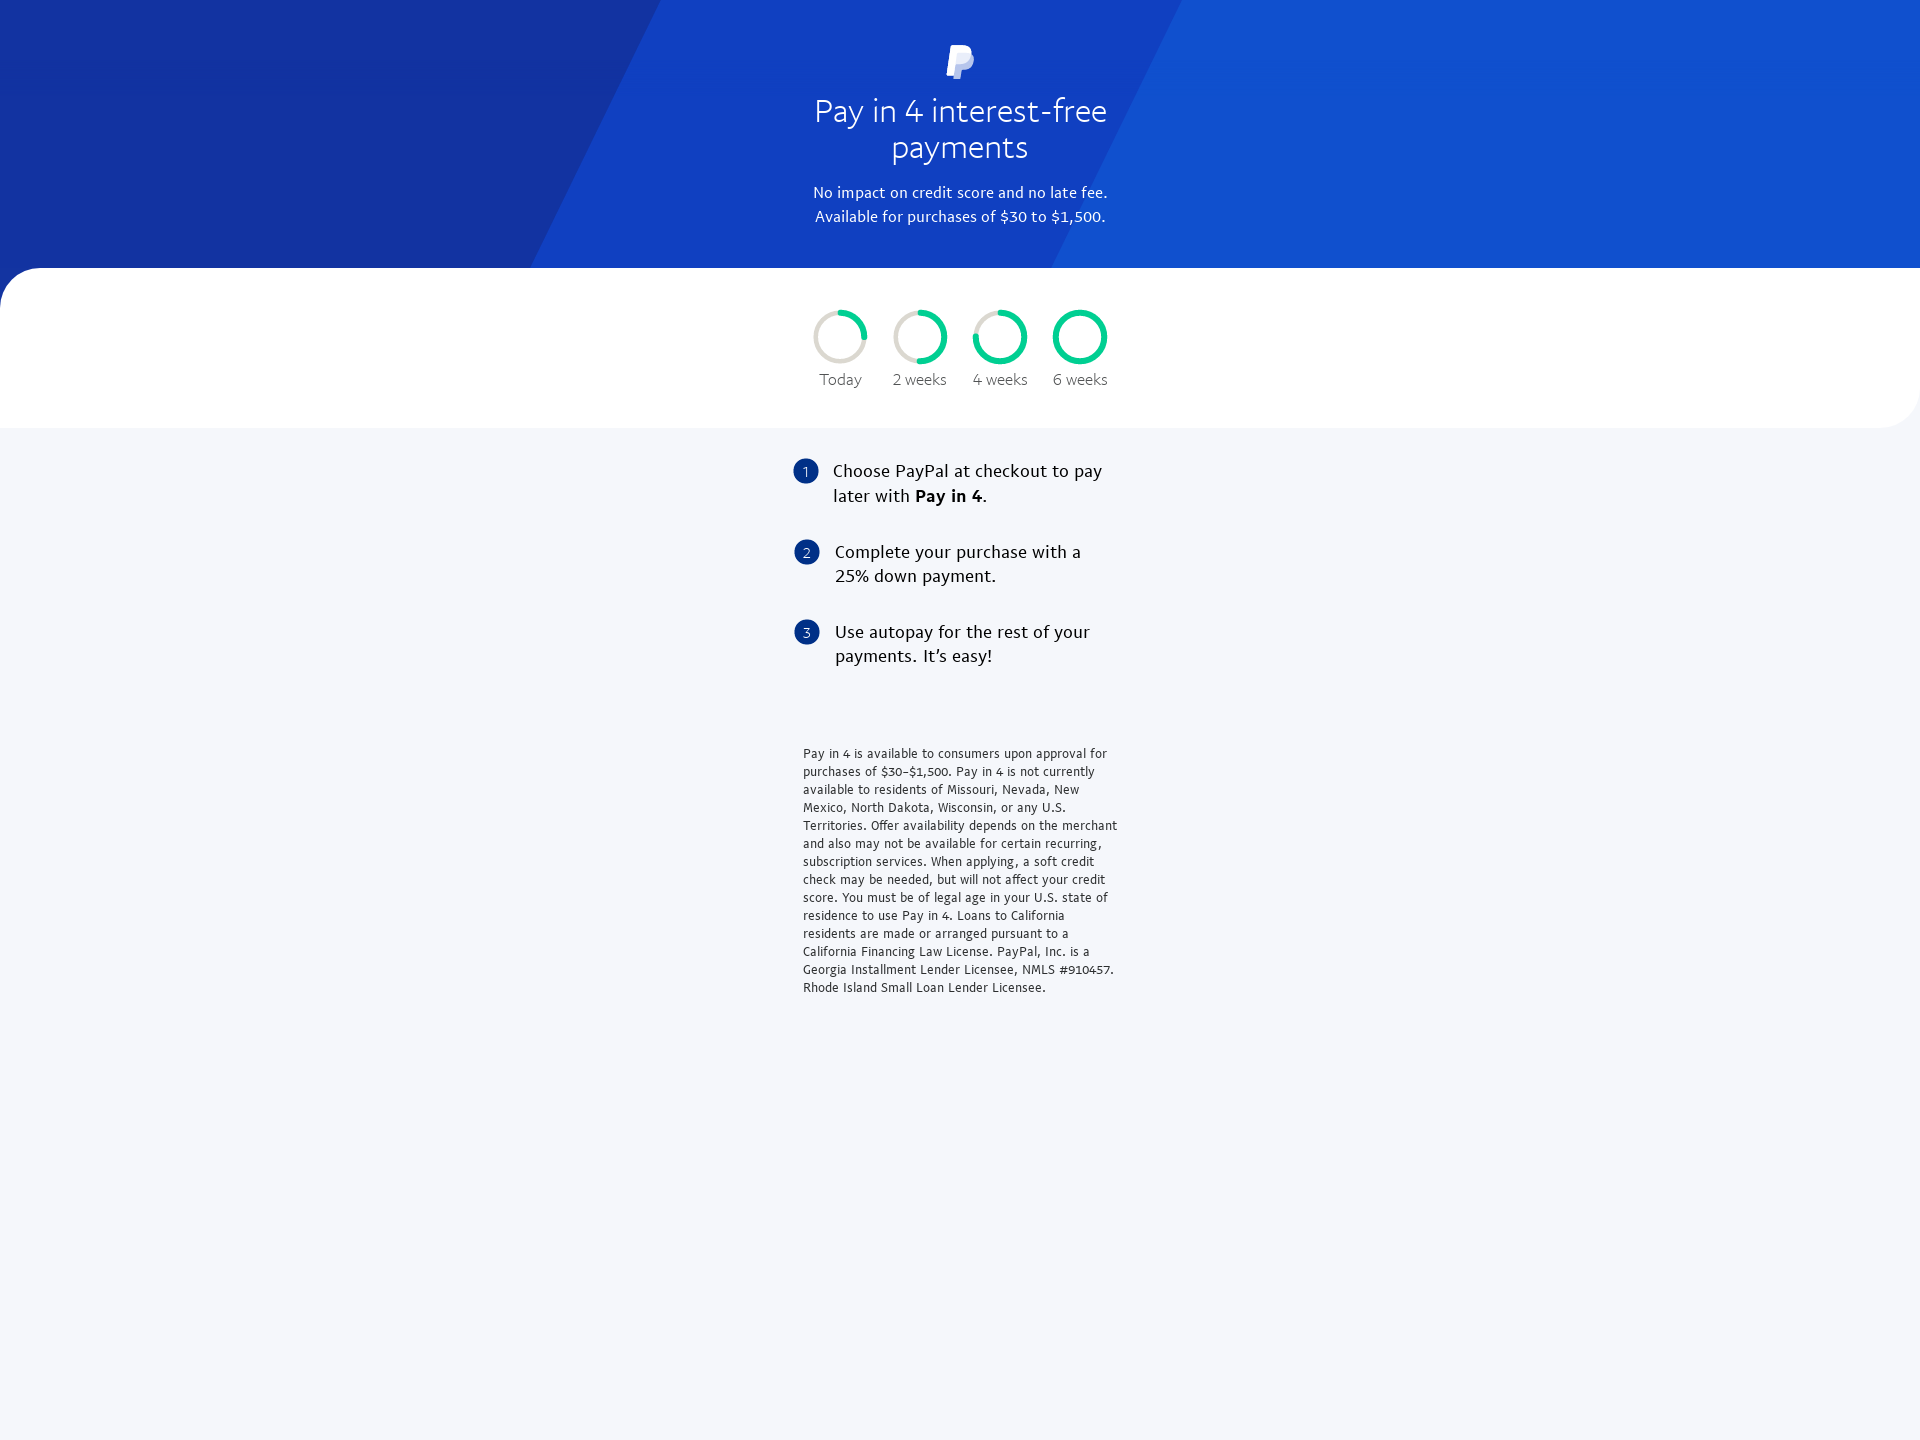 Pay in 4 interest-free
payments
No impact on credit score and no late fee.
Available for purchases of $30 to $1,500.
Today
2 weeks
4 weeks
6 weeks
1 Choose PayPal at checkout to pay
later with Pay in 4.
2 Complete your purchase with a
25% down payment.
3 Use autopay for the rest of your
payments. It’s easy!
Pay in 4 is available to consumers upon approval for
purchases of $30–$1,500. Pay in 4 is not currently
available to residents of Missouri, Nevada, New
Mexico, North Dakota, Wisconsin, or any U.S.
Territories. Offer availability depends on the merchant
and also may not be available for certain recurring,
subscription services. When applying, a soft credit
check may be needed, but will not affect your credit
score. You must be of legal age in your U.S. state of
residence to use Pay in 4. Loans to California
residents are made or arranged pursuant to a
California Financing Law License. PayPal, Inc. is a
Georgia Installment Lender Licensee, NMLS #910457.
Rhode Island Small Loan Lender Licensee.